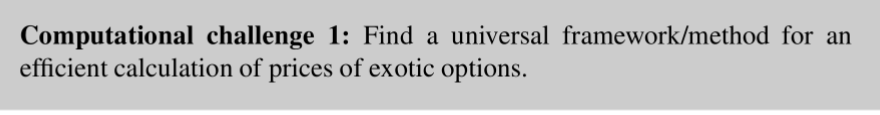 Computational challenge 1: Find a universal framework/method for an
efficient calculation of prices of exotic options.